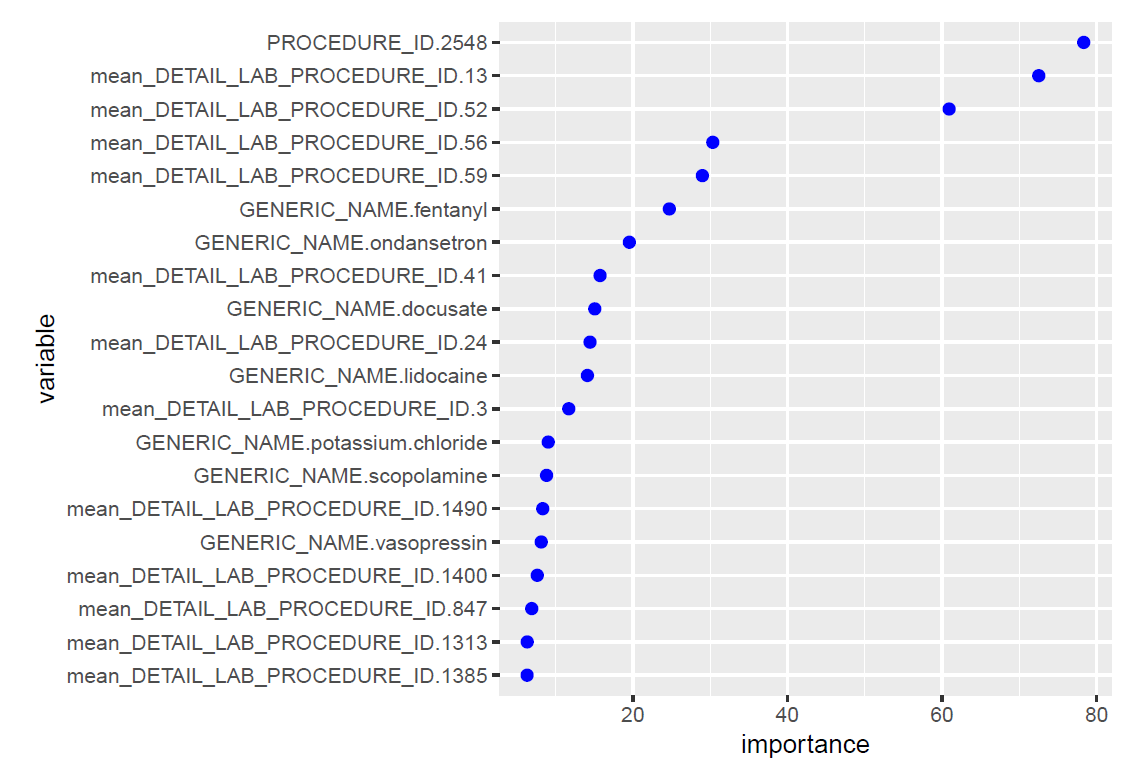 PROCEDURE_ID.2548
mean_DETAIL_LAB_PROCEDURE_ID.13
mean_DETAIL_LAB_PROCEDURE_ID.52
mean_DETAIL_LAB_PROCEDURE_ID.56
mean_DETAIL_LAB_PROCEDURE_ID.59
GENERIC_NAME.fentanyl
GENERIC_NAME.ondansetron
mean_DETAIL_LAB_PROCEDURE_ID.41
GENERIC_NAME.docusate
mean_DETAIL_LAB_PROCEDURE_ID.24
GENERIC_NAME.lidocaine
mean_DETAIL_LAB_PROCEDURE_ID.3
GENERIC_NAME.potassium.chloride
GENERIC_NAME.scopolamine
mean_DETAIL_LAB_PROCEDURE_ID.1490
GENERIC_NAME.vasopressin
mean_DETAIL_LAB_PROCEDURE_ID.1400
mean_DETAIL_LAB_PROCEDURE_ID.847
mean_DETAIL_LAB_PROCEDURE_ID.1313
mean_DETAIL_LAB_PROCEDURE_ID.1385
variable
20 40 60 80
importance